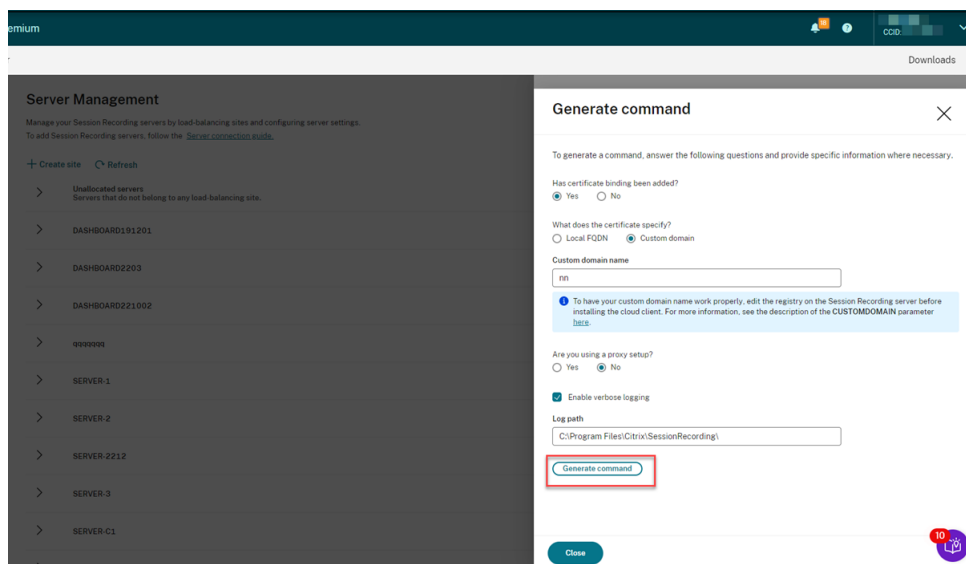 emium
18
CCID:
Downloads
Server Management
Manage your Session Recording servers by load-balancing sites and configuring server settings.
To add Session Recording servers, follow the Server connection guide.
Create site Refresh
Unallocated servers
Servers that do not belong to any load-balancing site.
DASHBOARD191201
DASHBOARD2203
DASHBOARD221002
qqqqqqq
SERVER-1
SERVER-2
SERVER-2212
SERVER-3
SERVER-C1
Generate command
To generate a command, answer the following questions and provide specific information where necessary.
Has certificate binding been added?
Yes No
What does the certificate specify?
Local FQDN Custom domain
Custom domain name
nn
To have your custom domain name work properly, edit the registry on the Session Recording server before
installing the cloud client. For more information, see the description of the CUSTOMDOMAIN parameter
here.
Are you using a proxy setup?
Yes No
Enable verbose logging
Log path
C:\Program Files\Citrix\SessionRecording\
Generate command
Close
10